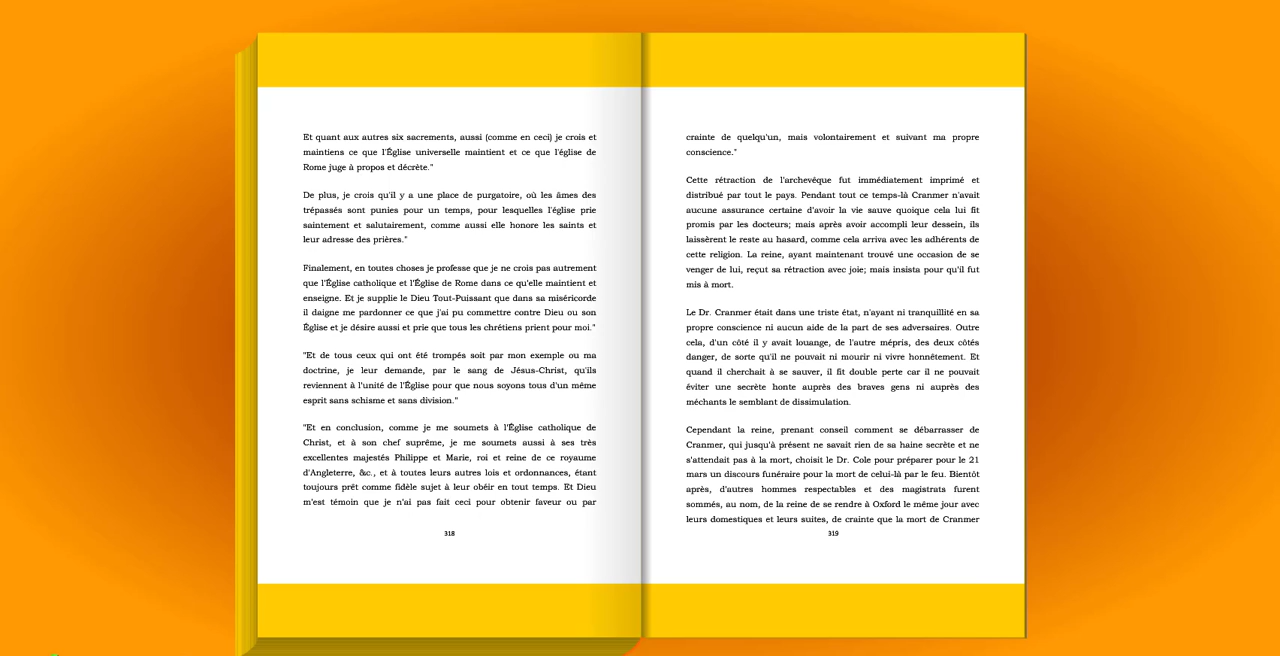 Et quant aux autres six sacrements, aussi (comme en ceci) je crois et
maintiens ce que l'Église universelle maintient et ce que l'église de
Rome juge à propos et décrète."
De plus, je crois qu'il y a une place de purgatoire, où les âmes des
trépassés sont punies pour un temps, pour lesquelles l'église prie
saintement et salutairement, comme aussi elle honore les saints et
leur adresse des prières."
Finalement, en toutes choses je professe que je ne crois pas autrement
que l'Église catholique et l'Église de Rome dans ce qu'elle maintient et
enseigne. Et je supplie le Dieu Tout-Puissant que dans sa miséricorde
il daigne me pardonner ce que j'ai pu commettre contre Dieu ou son
Église et je désire aussi et prie que tous les chrétiens prient pour moi."
"Et de tous ceux qui ont été trompés soit par mon exemple ou ma
doctrine, je leur demande, par le sang de Jésus-Christ, qu'ils
reviennent à l'unité de l'Église pour que nous soyons tous d'un même
esprit sans schisme et sans division."
"Et en conclusion, comme je me soumets à l'Église catholique de
Christ, et à son chef suprême, je me soumets aussi à ses très
excellentes majestés Philippe et Marie, roi et reine de ce royaume
d'Angleterre, &c., et à toutes leurs autres lois et ordonnances, étant
toujours prêt comme fidèle sujet à leur obéir en tout temps. Et Dieu
m'est témoin que je n'ai pas fait ceci pour obtenir faveur ou par
318
crainte de quelqu'un, mais volontairement et suivant ma propre
conscience."
Cette rétraction de l'archevéque fut immédiatement imprimé et
distribué par tout le pays. Pendant tout ce temps-là Cranmer n'avait
aucune assurance certaine d'avoir la vie sauve quoique cela lui fit
promis par les docteurs; mais après avoir accompli leur dessein, ils
laissèrent le reste au hasard, comme cela arriva avec les adhérents de
cette religion. La reine, ayant maintenant trouvé une occasion de se
venger de lui, reçut sa rétraction avec joie; mais insista pour qu'il fut
mis à mort.
Le Dr. Cranmer était dans une triste état, n'ayant ni tranquillité en sa
propre conscience ni aucun aide de la part de ses adversaires. Outre
cela, d'un côté il y avait louange, de l'autre mépris, des deux côtés
danger, de sorte qu'il ne pouvait ni mourir ni vivre honnêtement. Et
quand il cherchait à se sauver, il fit double perte car il ne pouvait
éviter une secrète honte auprès des braves gens ni auprès des
méchants le semblant de dissimulation.
Cependant la reine, prenant conseil comment se débarrasser de
Cranmer, qui jusqu'à présent ne savait rien de sa haine secrète et ne
s'attendait pas à la mort, choisit le Dr. Cole pour préparer pour le 21
mars un discours funéraire pour la mort de celui-là par le feu. Bientôt
après, d'autres hommes respectables et des magistrats furent
sommés, au nom, de la reine de se rendre à Oxford le même jour avec
leurs domestiques et leurs suites, de crainte que la mort de Cranmer
319